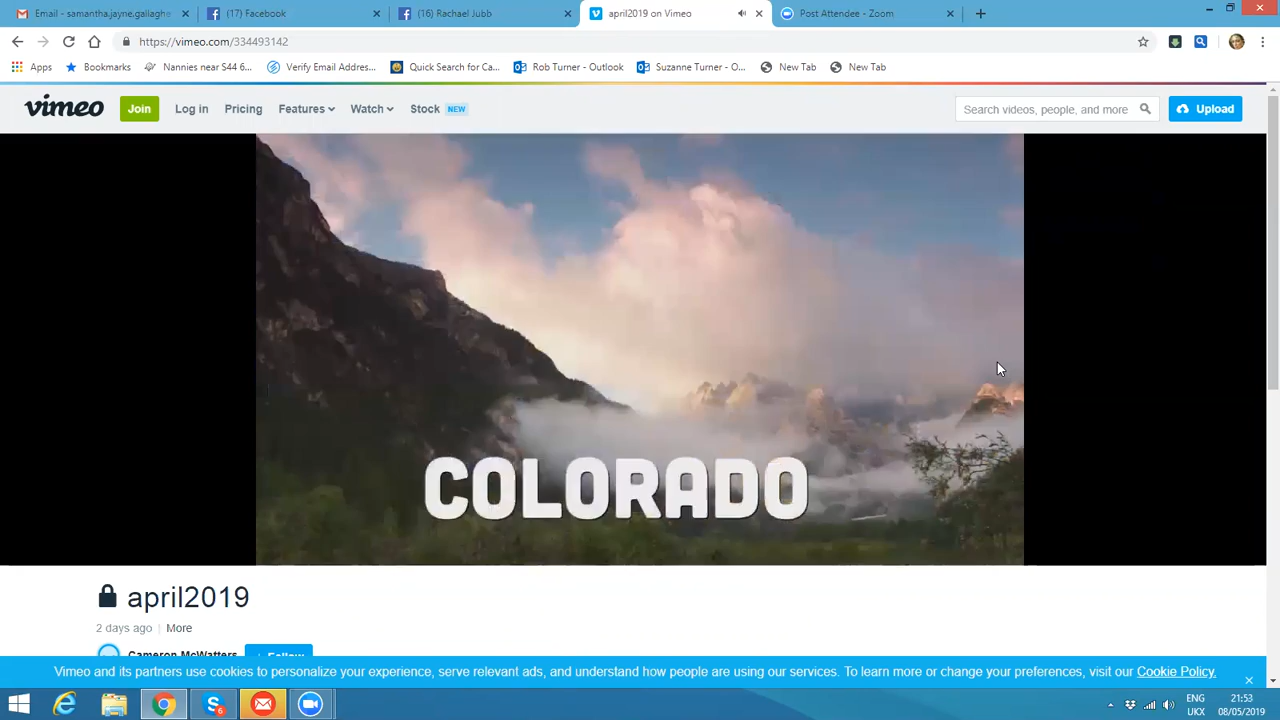 Email - samantha.jayne.gallaghe
(17) Facebook
(16) Rachael Jubb
april2019 on Vimeo
Post Attendee - Zoom
https://vimeo.com/334493142
Apps
Bookmarks
Nannies near S44 6...
Verify Email Addres...
Quick Search for Ca...
Rob Turner - Outlook
Suzanne Turner - O...
New Tab
New Tab
vimeo
Join
Log in
Pricing
Features
Watch
Stock NEW
Search videos, people, and more
Upload
COLORADO
april2019
2 days ago
More
Cameron McWatters
+ Follow
Vimeo and its partners use cookies to personalize your experience, serve relevant ads, and understand how people are using our services. To learn more or change your preferences, visit our Cookie Policy.
6
ENG
UKX
21:53
08/05/2019